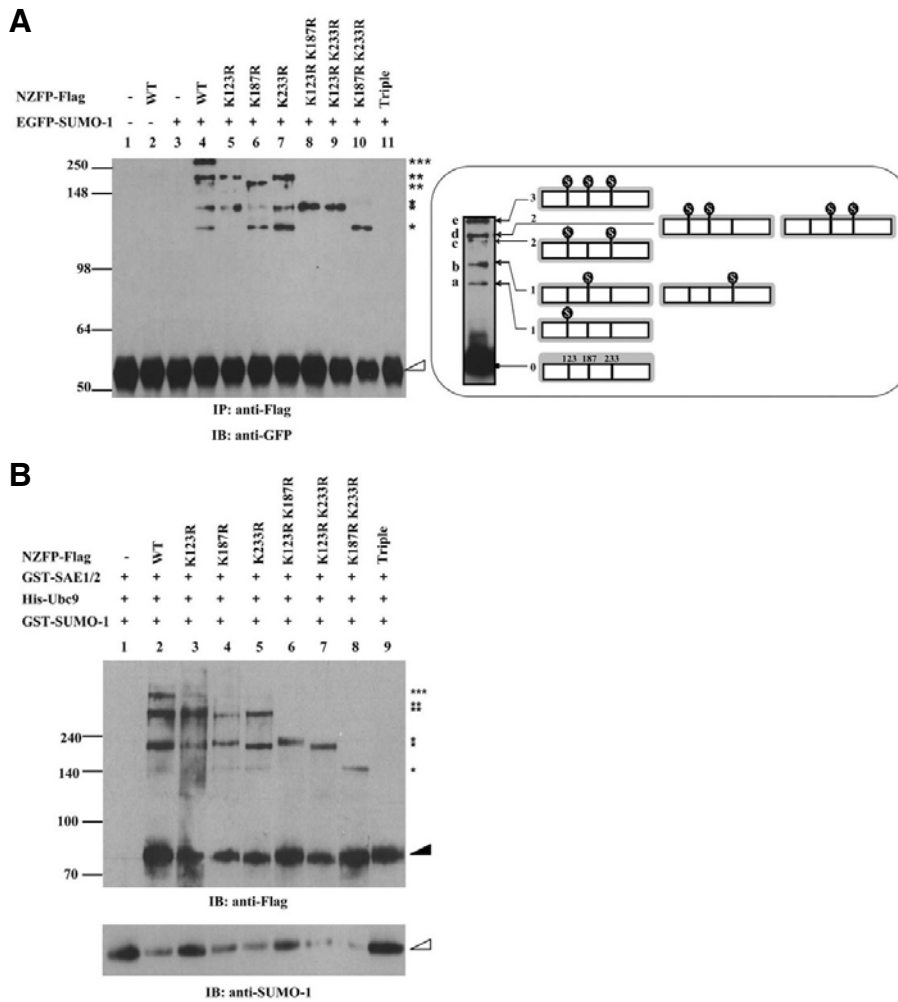 A
NZFP-Flag - WT - WT K123R K187R K233R K123R K187R K123R K233R K187R K233R Triple
EGFP-SUMO-1 - - + + + + + + + + +
1 2 3 4 5 6 7 8 9 10 11
250
148
98
64
50
***
**
**
*
*
*
IP: anti-Flag
IB: anti-GFP
e
d
c
b
a
3
2
2
1
1
0
S S S
S S
S S
S S
S
S
S
123 187 233
B
NZFP-Flag - WT K123R K187R K233R K123R K187R K123R K233R K187R K233R Triple
GST-SAE1/2 + + + + + + + + +
His-Ubc9 + + + + + + + + +
GST-SUMO-1 + + + + + + + + +
1 2 3 4 5 6 7 8 9
240
140
100
70
***
**
**
*
*
*
IB: anti-Flag
IB: anti-SUMO-1